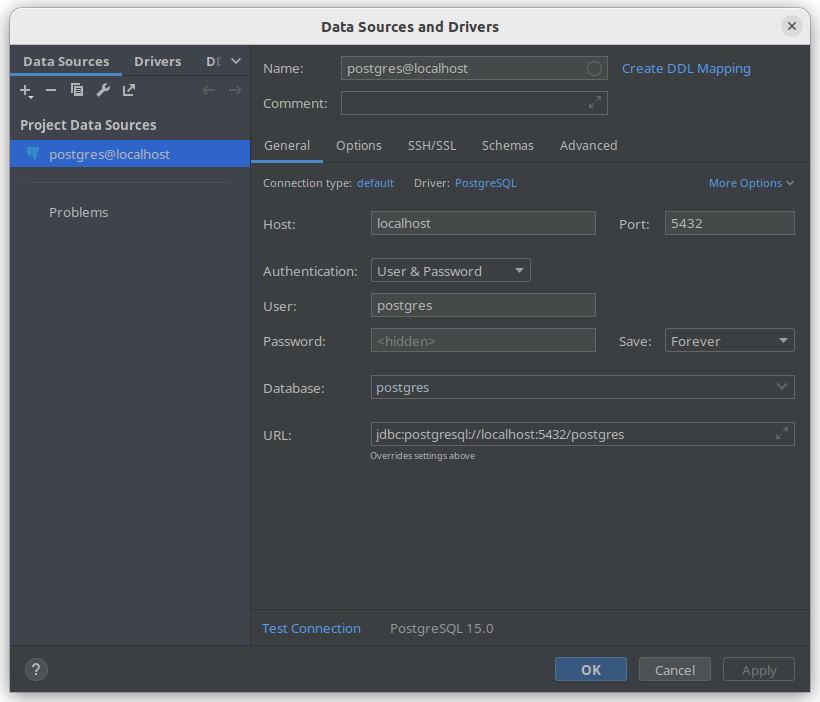 Data Sources and Drivers
Data Sources Drivers
Project Data Sources
postgres@localhost
Problems
Name: postgres@localhost Create DDL Mapping
Comment:
General Options SSH/SSL Schemas Advanced
Connection type: default Driver: PostgreSQL More Options
Host: localhost Port: 5432
Authentication: User & Password
User: postgres
Password: <hidden> Save: Forever
Database: postgres
URL: jdbc:postgresql://localhost:5432/postgres
Overrides settings above
Test Connection PostgreSQL 15.0
? OK Cancel Apply